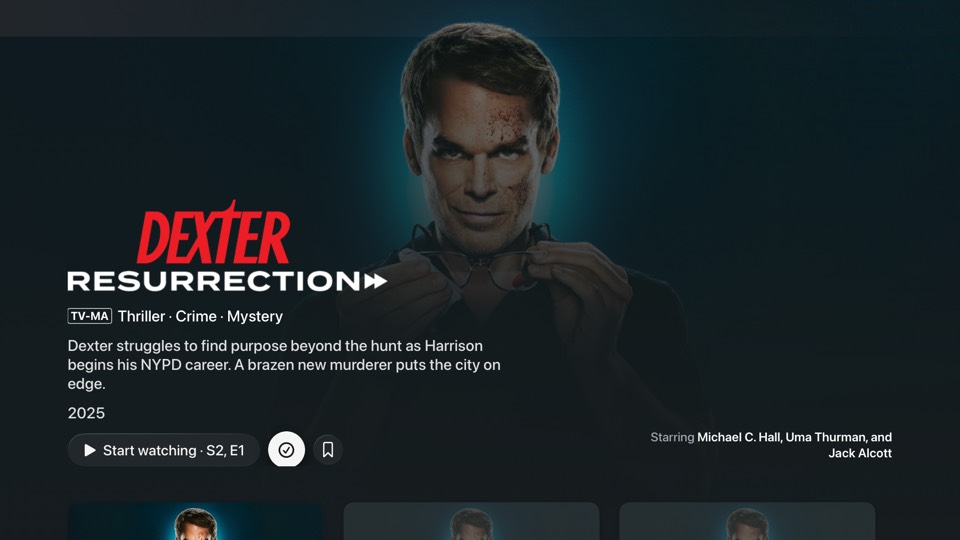 DEXTER
RESURRECTION
TV-MA Thriller · Crime · Mystery
Dexter struggles to find purpose beyond the hunt as Harrison
begins his NYPD career. A brazen new murderer puts the city on
edge.
2025
Start watching · S2, E1
Starring Michael C. Hall, Uma Thurman, and
Jack Alcott